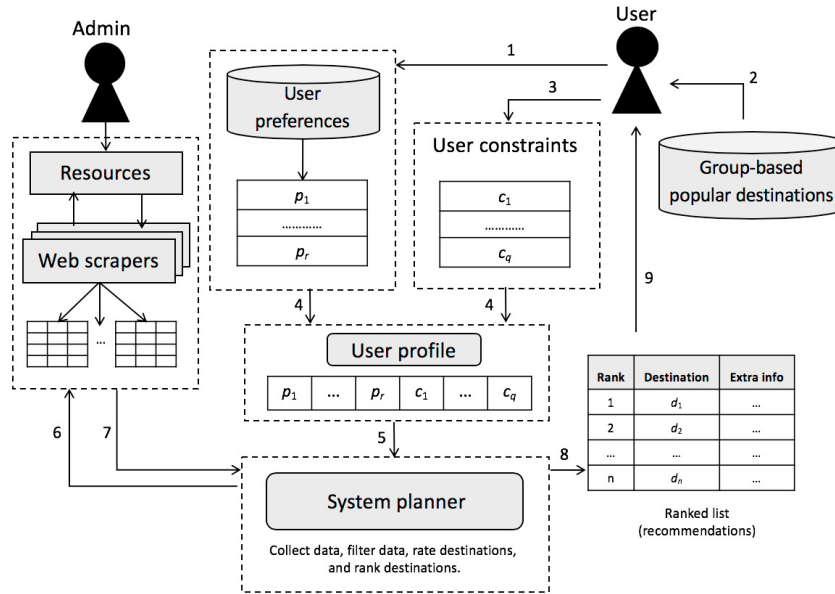 Admin
User
1
2
3
User
preferences
User constraints
Group-based
popular destinations
Resources
Web scrapers
...
p1
............
pr
c1
............
cq
4
4
9
User profile
p1 ... pr c1 ... cq
Rank Destination Extra info
1 d1 ...
2 d2 ...
... ... ...
n dn ...
6
7
5
8
System planner
Ranked list
(recommendations)
Collect data, filter data, rate destinations,
and rank destinations.